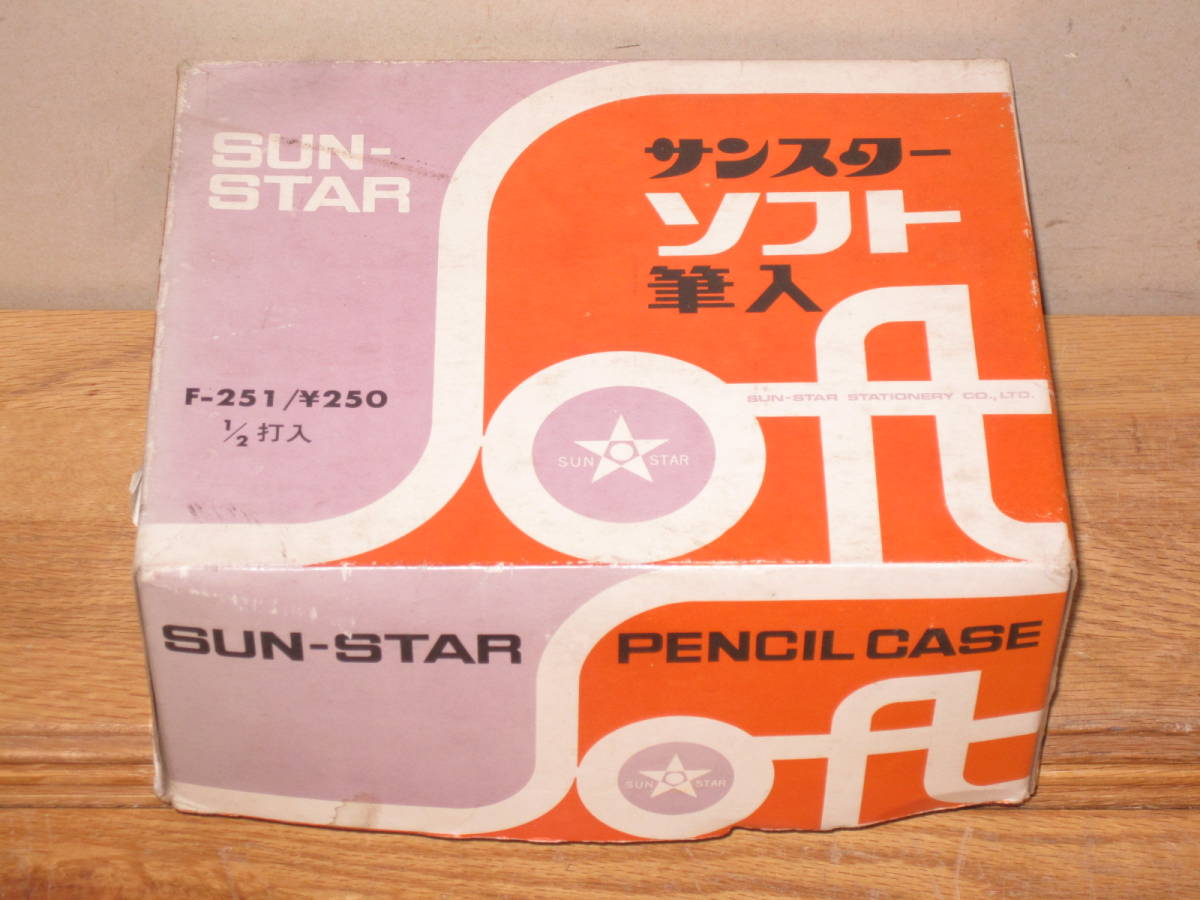 SUN-
STAR
サンスター
ソフト
筆入
F-251/¥250
1/2 打入
Soft
SUN-STAR STATIONERY CO., LTD.
SUN STAR
SUN-STAR PENCIL CASE
Soft
SUN STAR